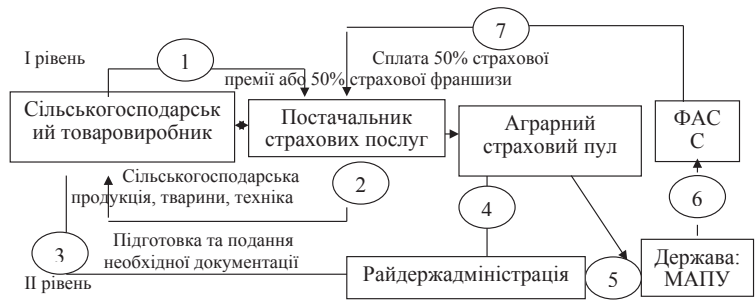 7
1
І рівень
Сплата 50% страхової
премії або 50% страхової франшизи
Сільськогосподарськ
ий товаровиробник
Постачальник
страхових послуг
Аграрний
страховий пул
ФАС
С
Сільськогосподарська
продукція, тварини, техніка
2
4
6
3
Підготовка та подання
необхідної документації
ІІ рівень
Райдержадміністрація
5
Держава:
МАПУ